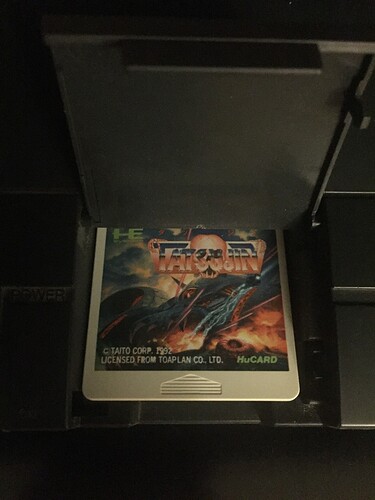 HE
TATSUJIN
POWER
© TAITO CORP. 1992
LICENSED FROM TOAPLAN CO., LTD.
HuCARD